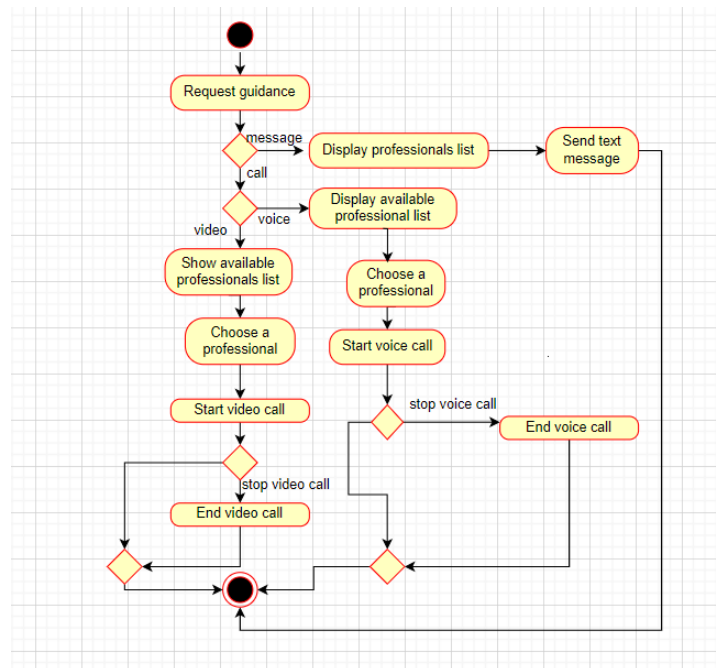 Request guidance
message
Display professionals list
Send text
message
call
Display available
professional list
voice
video
Show available
professionals list
Choose a
professional
Choose a
professional
Start voice call
Start video call
stop voice call
End voice call
stop video call
End video call